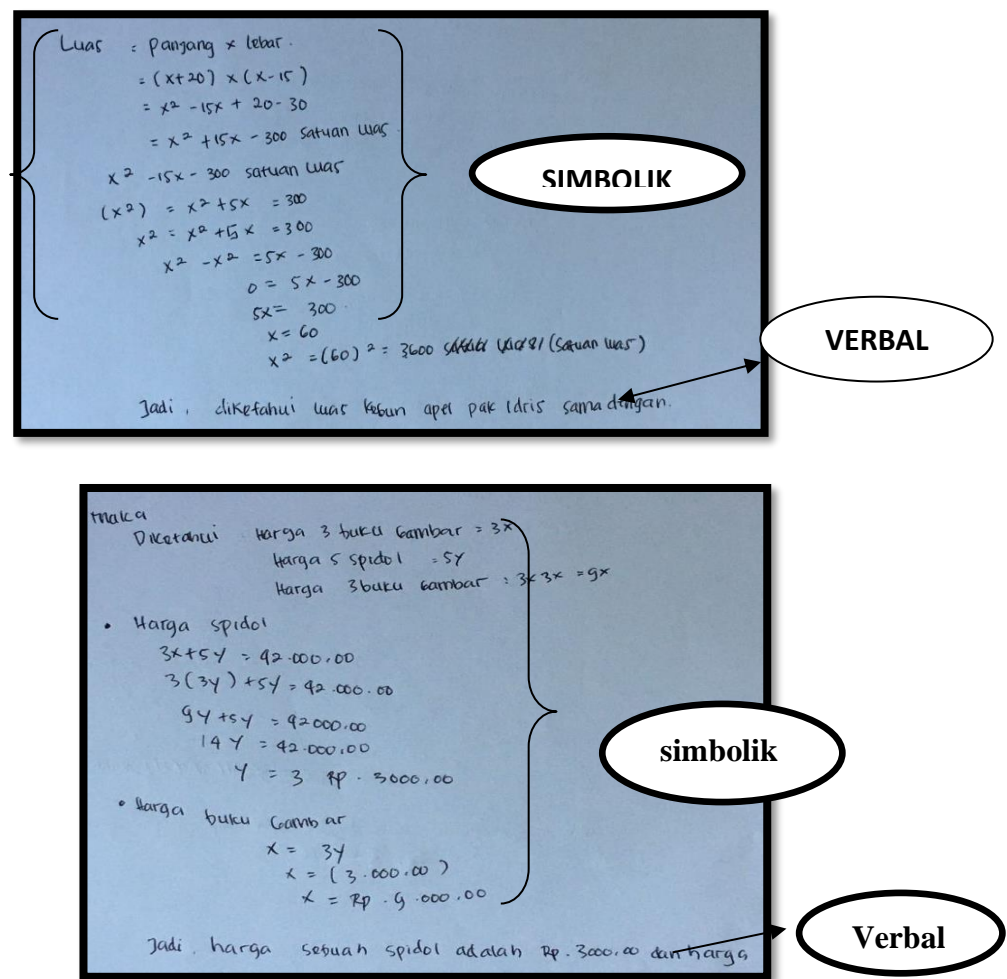 Luas = Panjang x lebar.
= (x+20) x (x-15)
= x² -15x + 20-30
= x² +15x - 300 satuan luas.
x² -15x - 300 satuan luas
(x²) = x² +5x = 300
x² = x² +5x = 300
x² - x² = 5x - 300
0 = 5x - 300
5x = 300.
x = 60
x² = (60)² = 3600 (satuan luas)
Jadi, diketahui luas kebun apel pak Idris sama dengan.
SIMBOLIK
VERBAL
maka
Diketahui Harga 3 buku Gambar = 3x
Harga 5 spidol = 5y
Harga 3 buku Gambar = 3x3x = 9x
• Harga spidol
3x+5y = 42.000.00
3(3y)+5y = 42.000.00
9y+5y = 42000.00
14y = 42.000,00
y = 3 Rp. 3000,00
• Harga buku Gambar
x = 3y
x = (3.000.00)
x = Rp. 9.000.00
Jadi, harga sebuah spidol adalah Rp. 3000,00 dan harga
simbolik
Verbal